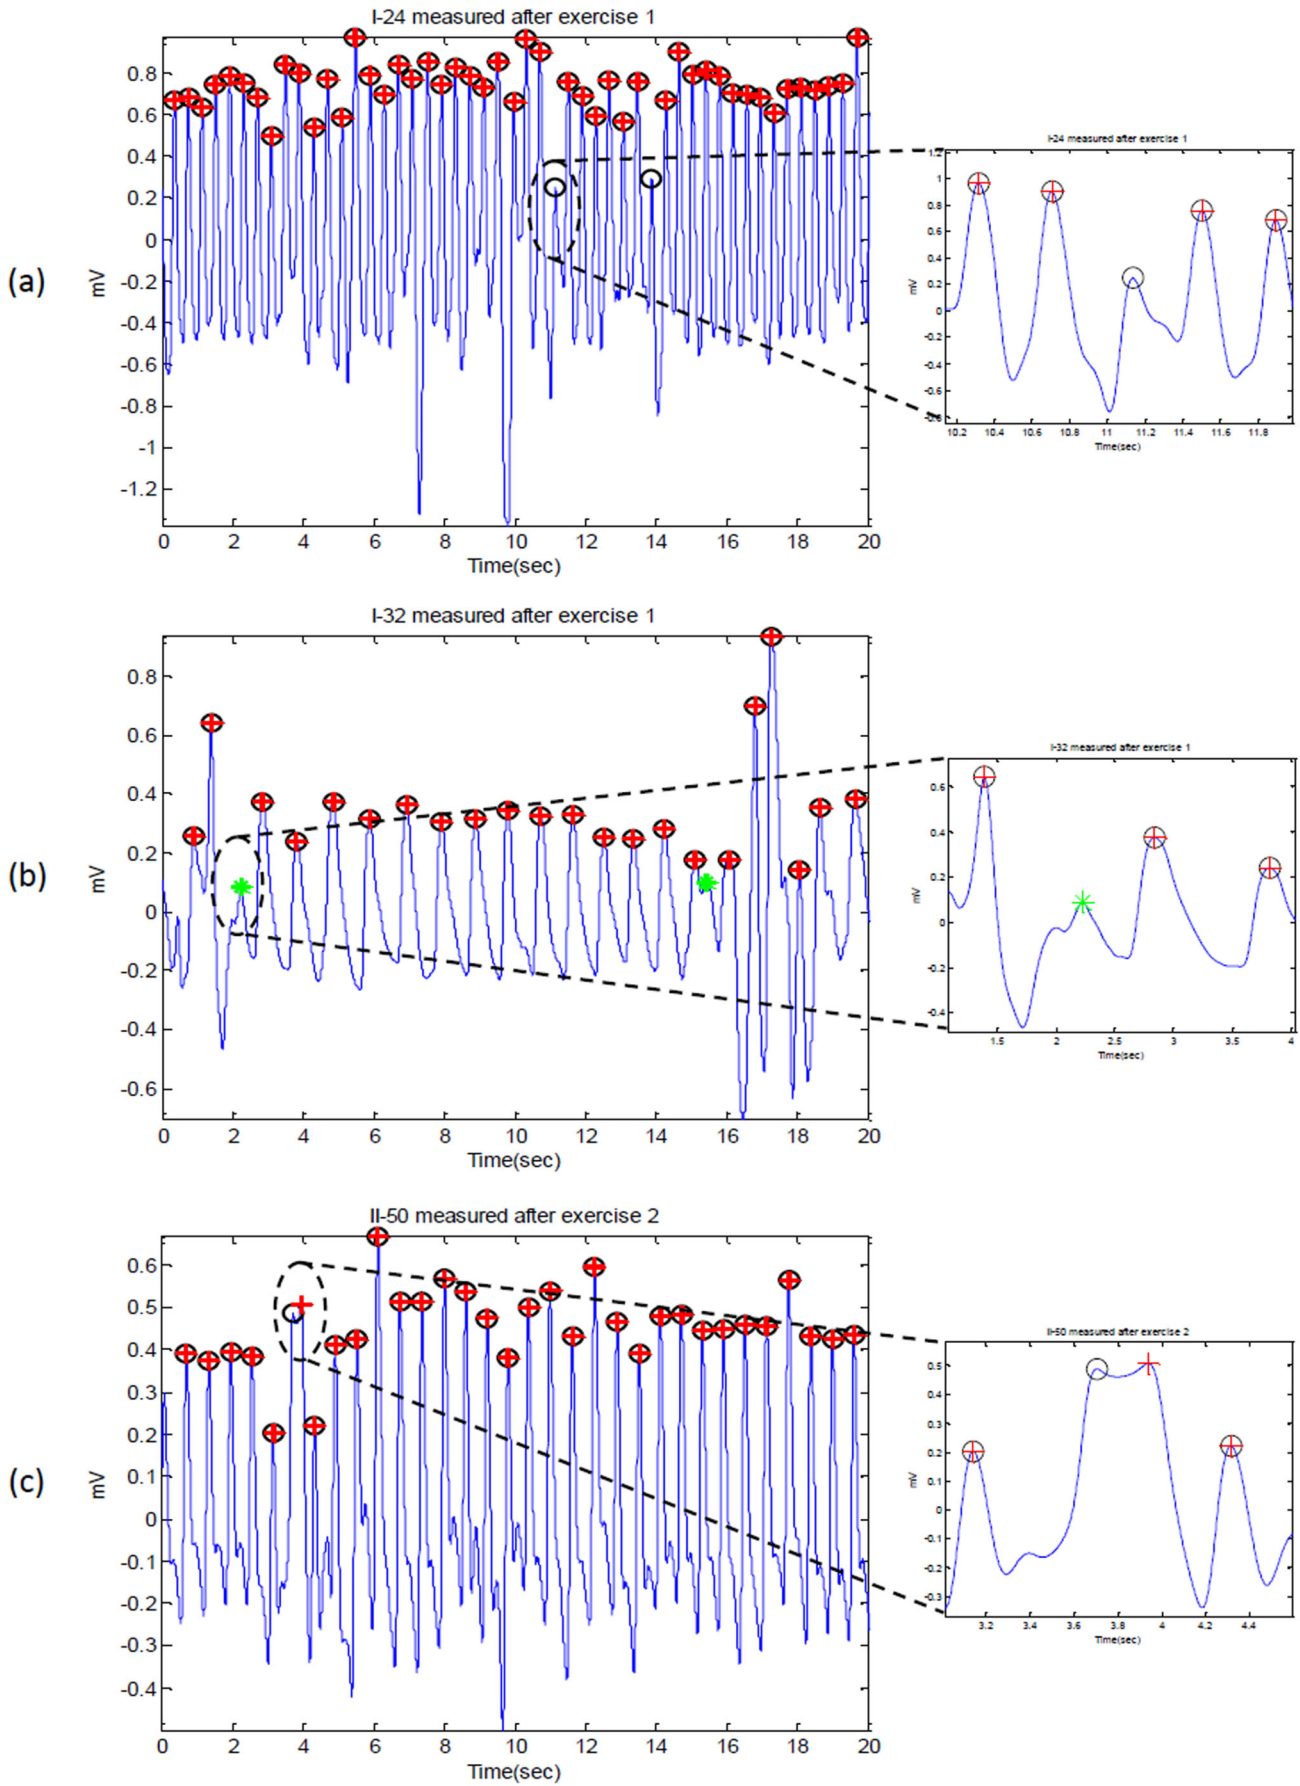 I-24 measured after exercise 1
0.8
0.6
0.4
0.2
0
-0.2
-0.4
-0.6
-0.8
-1
-1.2
mV
(a)
0 2 4 6 8 10 12 14 16 18 20
Time(sec)
I-24 measured after exercise 1
1.2
1
0.8
0.6
0.4
0.2
0
-0.2
-0.4
-0.6
-0.8
mV
10.2 10.4 10.6 10.8 11 11.2 11.4 11.6 11.8
Time(sec)
I-32 measured after exercise 1
0.8
0.6
0.4
0.2
0
-0.2
-0.4
-0.6
mV
(b)
0 2 4 6 8 10 12 14 16 18 20
Time(sec)
I-32 measured after exercise 1
0.6
0.4
0.2
0
-0.2
-0.4
mV
1.5 2 2.5 3 3.5 4
Time(sec)
II-50 measured after exercise 2
0.6
0.5
0.4
0.3
0.2
0.1
0
-0.1
-0.2
-0.3
-0.4
mV
(c)
0 2 4 6 8 10 12 14 16 18 20
Time(sec)
II-50 measured after exercise 2
0.5
0.4
0.3
0.2
0.1
0
-0.1
-0.2
-0.3
mV
3.2 3.4 3.6 3.8 4 4.2 4.4
Time(sec)